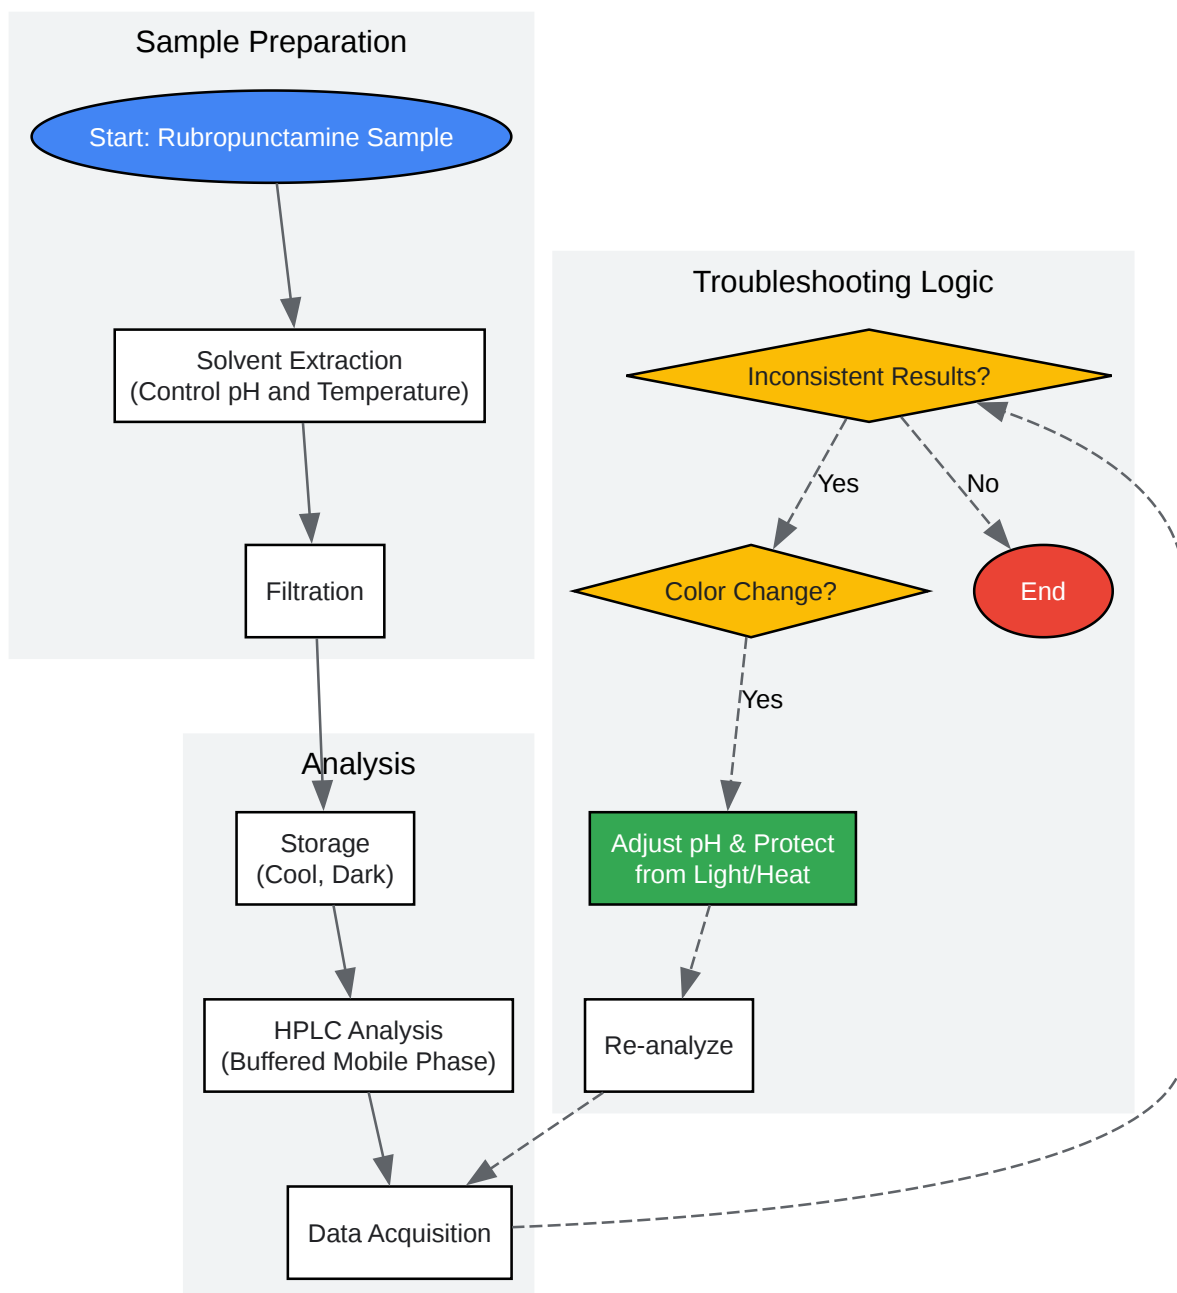 Sample Preparation
Start: Rubropunctamine Sample
Solvent Extraction
(Control pH and Temperature)
Filtration
Analysis
Storage
(Cool, Dark)
HPLC Analysis
(Buffered Mobile Phase)
Data Acquisition
Troubleshooting Logic
Inconsistent Results?
Yes
No
Color Change?
End
Yes
Adjust pH & Protect
from Light/Heat
Re-analyze